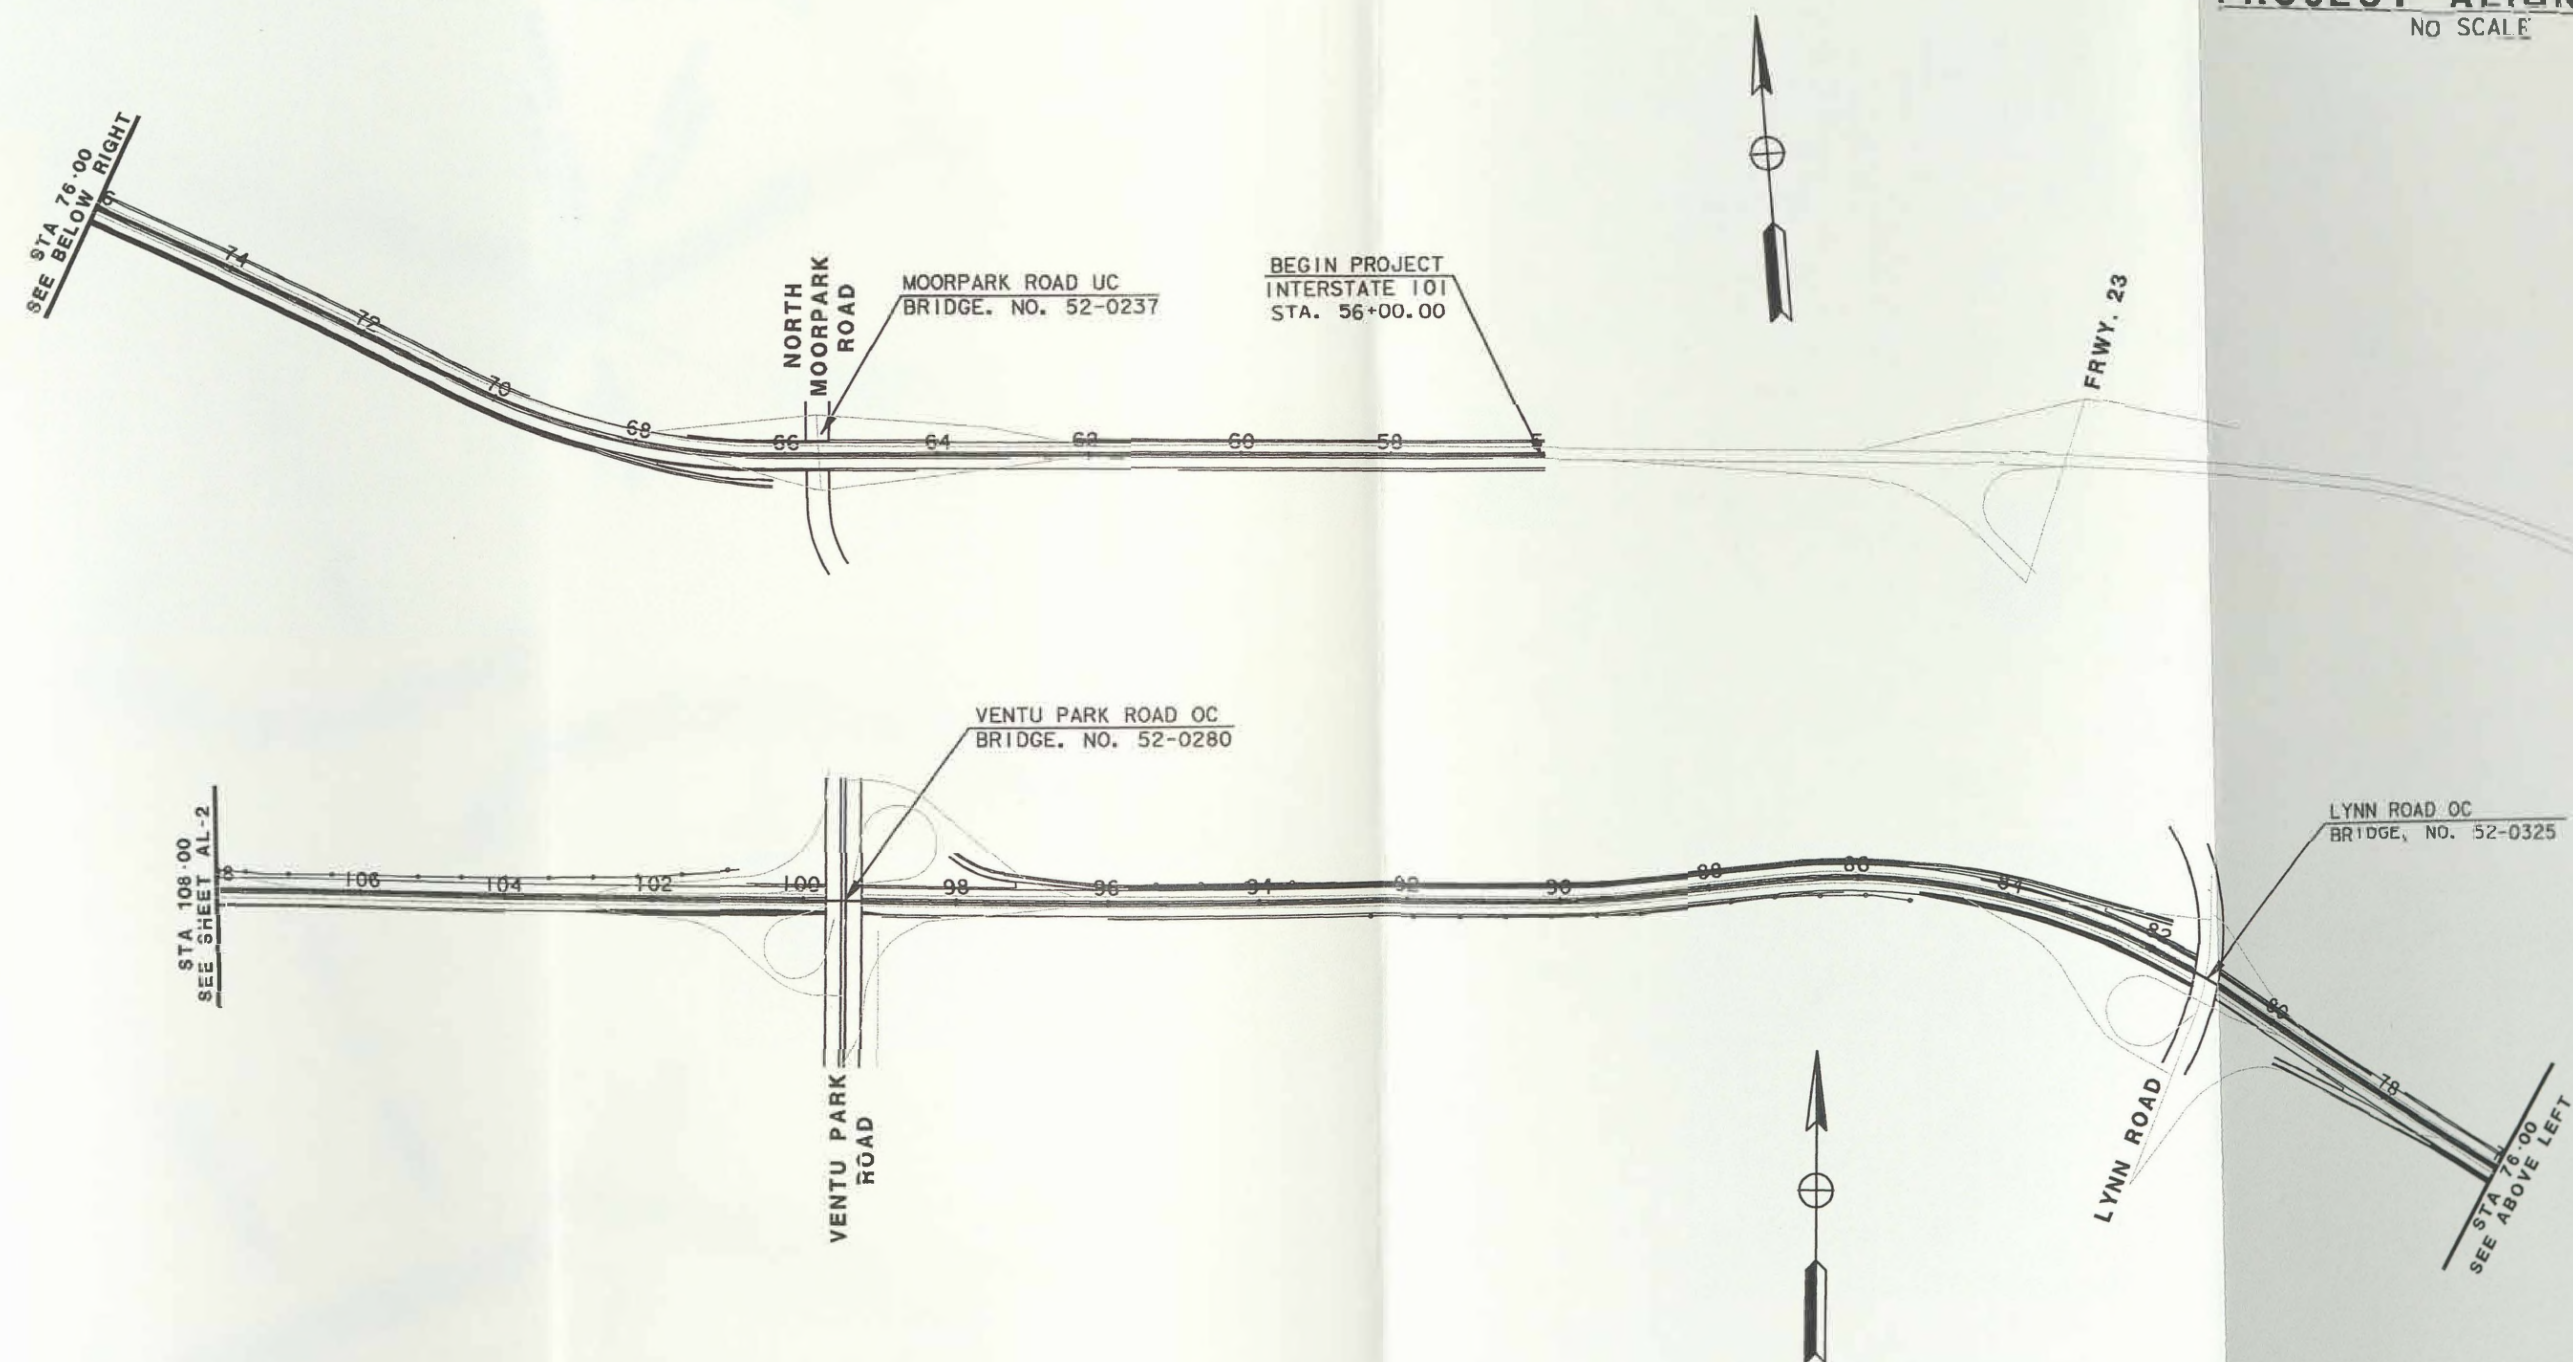 NO SCALE
STA 76+00
SEE BELOW RIGHT
74
72
70
68
66
64
62
60
58
NORTH
MOORPARK
ROAD
MOORPARK ROAD UC
BRIDGE. NO. 52-0237
BEGIN PROJECT
INTERSTATE 101
STA. 56+00.00
FRWY. 23
VENTU PARK ROAD OC
BRIDGE. NO. 52-0280
LYNN ROAD OC
BRIDGE, NO. 52-0325
STA 108+00
SEE SHEET AL-2
106
104
102
100
98
96
94
92
90
88
86
84
82
80
78
VENTU PARK
ROAD
LYNN ROAD
STA 76+00
SEE ABOVE LEFT